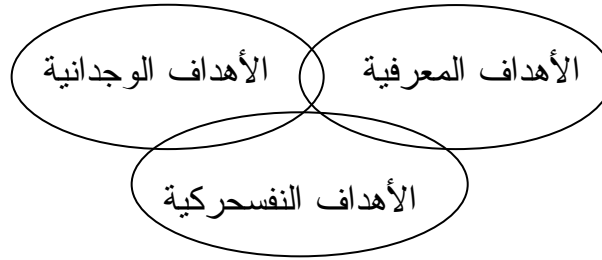 الأهداف المعرفية
الأهداف الوجدانية
الأهداف النفسحركية